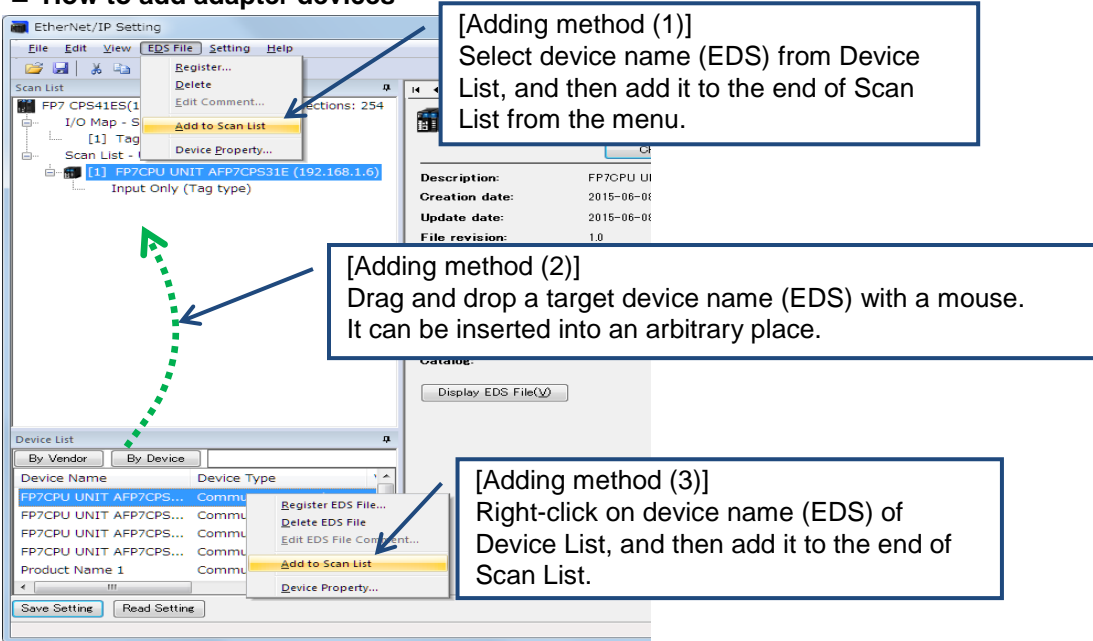 How to add adapter devices
[Adding method (1)]
Select device name (EDS) from Device
List, and then add it to the end of Scan
List from the menu.
EtherNet/IP Setting
File Edit View EDS File Setting Help
Register...
Delete
Edit Comment...
Add to Scan List
Device Property...
Scan List
FP7 CPS41ES(1 ections: 254
I/O Map - S
[1] Tag
Scan List -
[1] FP7CPU UNIT AFP7CPS31E (192.168.1.6)
Input Only (Tag type)
Description: FP7CPU UI
Creation date: 2015-06-08
Update date: 2015-06-08
File revision: 1.0
[Adding method (2)]
Drag and drop a target device name (EDS) with a mouse.
It can be inserted into an arbitrary place.
Catalog:
Display EDS File(V)
Device List
By Vendor By Device
Device Name Device Type
FP7CPU UNIT AFP7CPS... Commu
FP7CPU UNIT AFP7CPS... Commu
FP7CPU UNIT AFP7CPS... Commu
FP7CPU UNIT AFP7CPS... Commu
Product Name 1 Commu
Register EDS File...
Delete EDS File
Edit EDS File Comment...
Add to Scan List
Device Property...
[Adding method (3)]
Right-click on device name (EDS) of
Device List, and then add it to the end of
Scan List.
Save Setting Read Setting